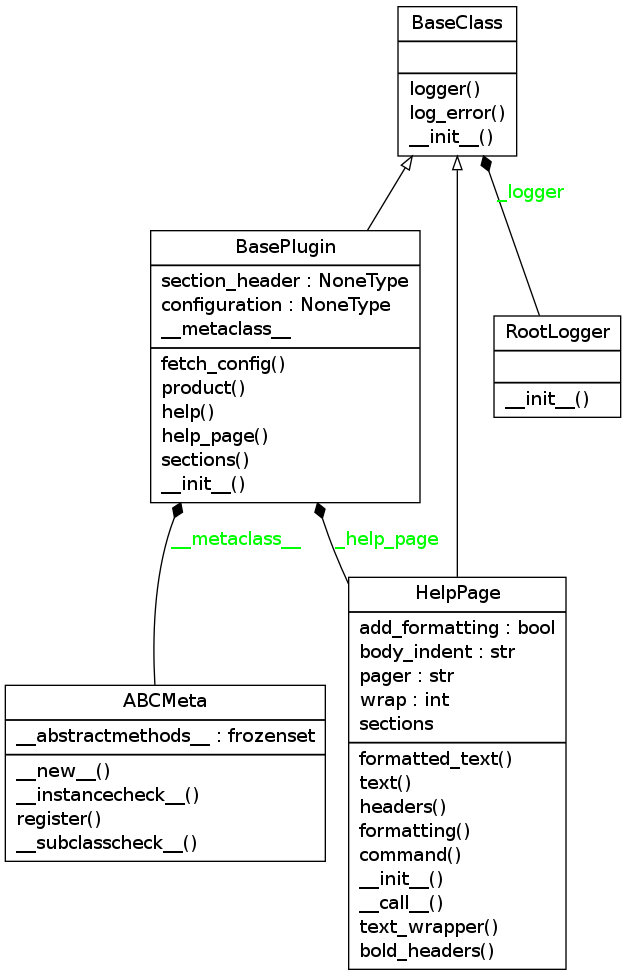 BaseClass
logger()
log_error()
__init__()
_logger
BasePlugin
section_header : NoneType
configuration : NoneType
__metaclass__
fetch_config()
product()
help()
help_page()
sections()
__init__()
RootLogger
__init__()
__metaclass__
_help_page
HelpPage
add_formatting : bool
body_indent : str
pager : str
wrap : int
sections
formatted_text()
text()
headers()
formatting()
command()
__init__()
__call__()
text_wrapper()
bold_headers()
ABCMeta
__abstractmethods__ : frozenset
__new__()
__instancecheck__()
register()
__subclasscheck__()